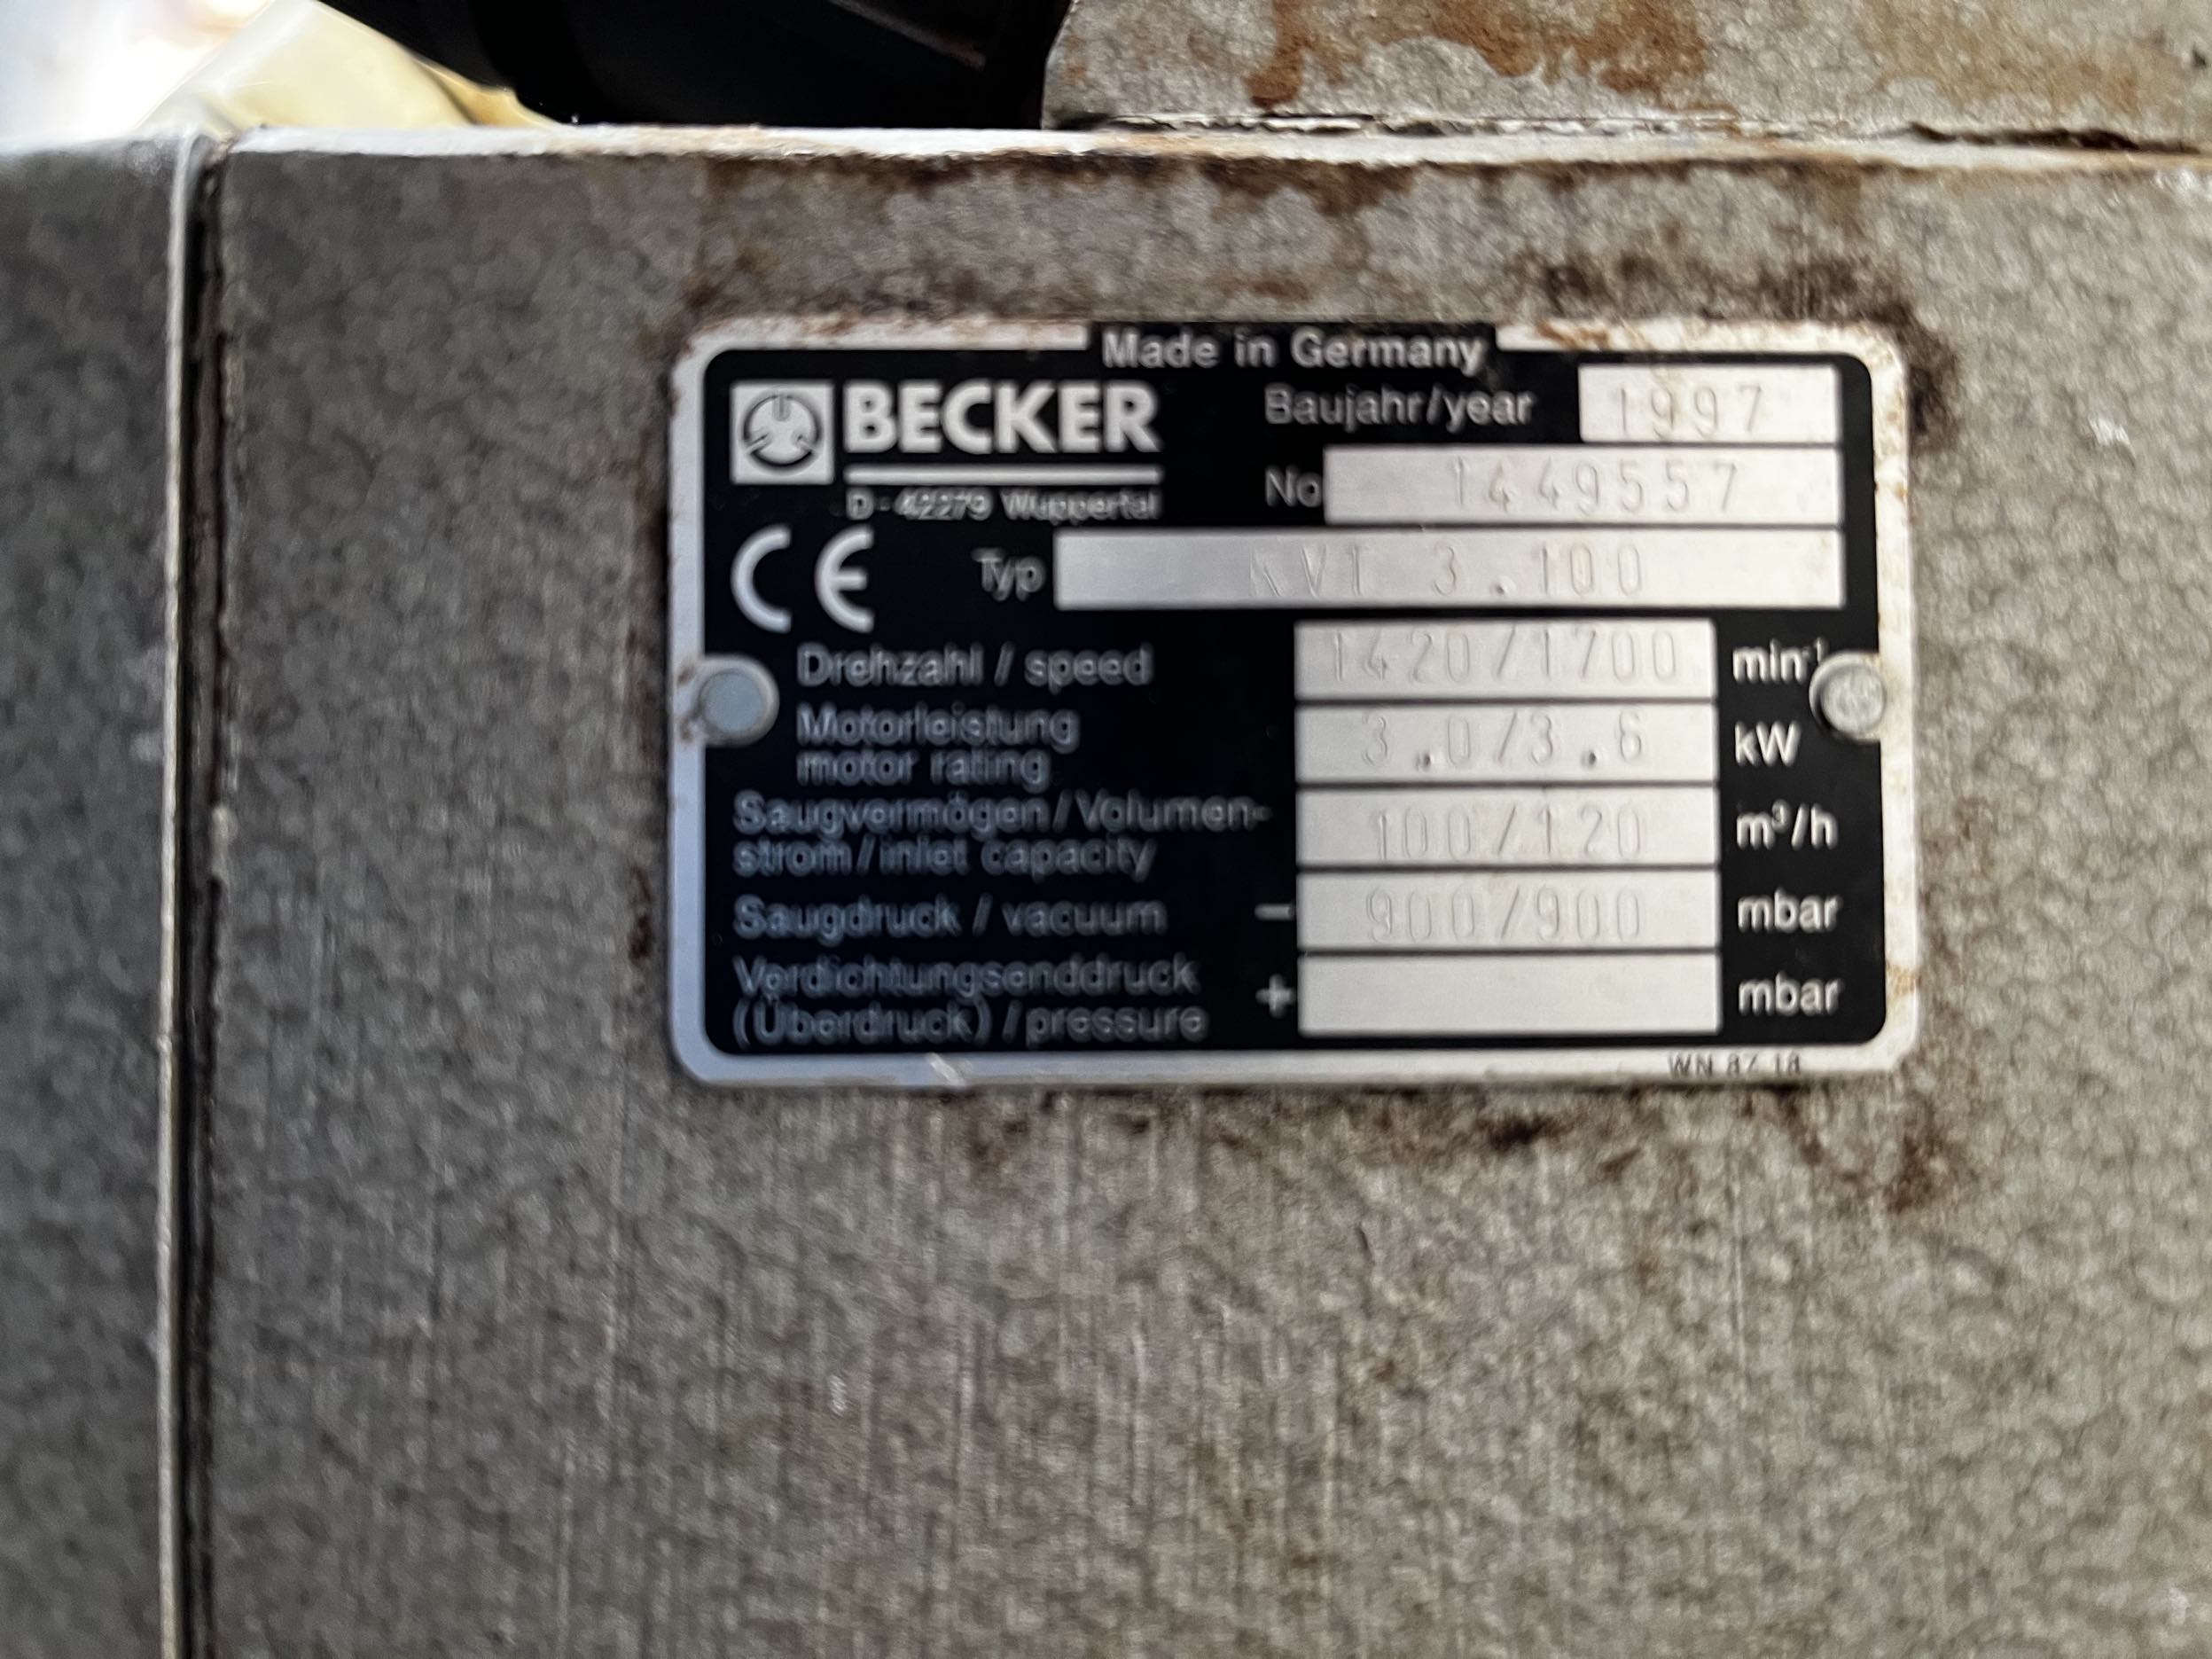 Made in Germany
BECKER
Baujahr/year 1997
D-42279 Wuppertal
No 1449557
CE Typ KVT 3.100
Drehzahl / speed 1420/1700 min-¹
Motorleistung
motor rating 3.0/3.6 kW
Saugvermögen/Volumen-
strom/inlet capacity 100/120 m³/h
Saugdruck / vacuum - 900/900 mbar
Verdichtungsenddruck
(Überdruck) / pressure + mbar
WN 87 18